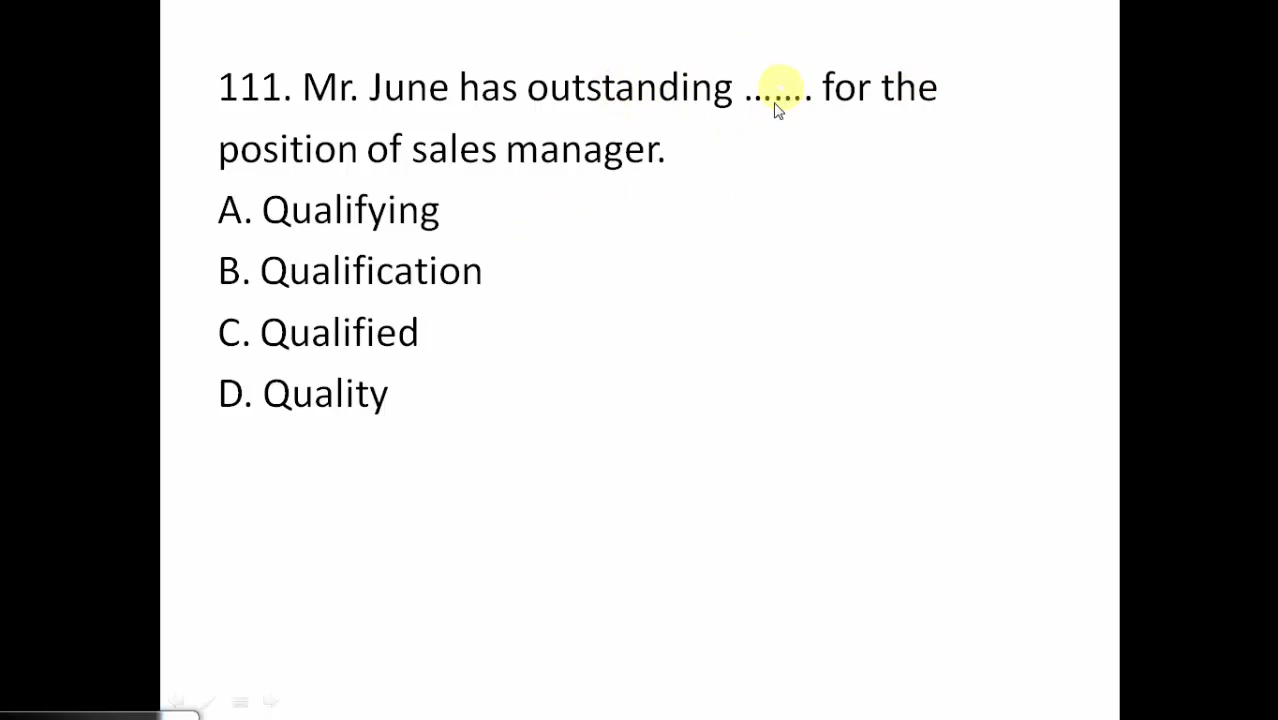 111. Mr. June has outstanding ……. for the
position of sales manager.
A. Qualifying
B. Qualification
C. Qualified
D. Quality